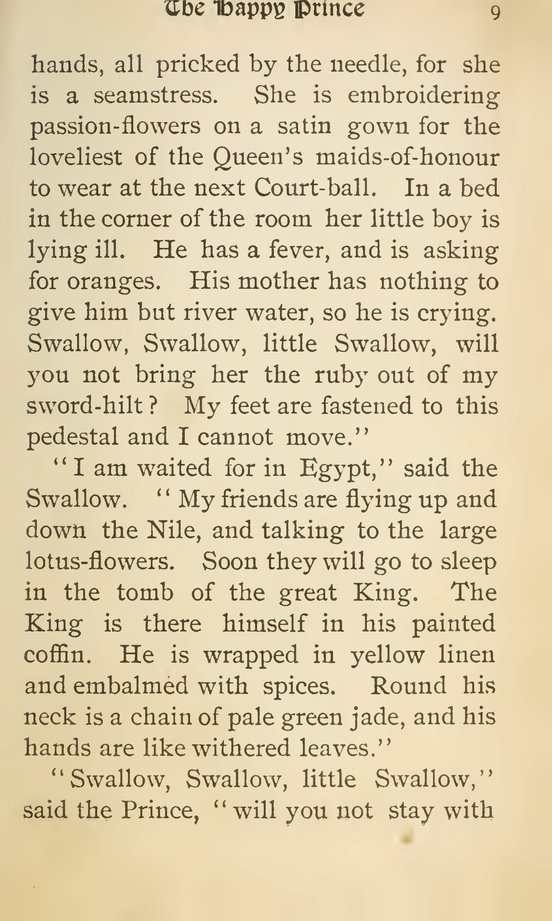 The Happy Prince 9
hands, all pricked by the needle, for she
is a seamstress. She is embroidering
passion-flowers on a satin gown for the
loveliest of the Queen's maids-of-honour
to wear at the next Court-ball. In a bed
in the corner of the room her little boy is
lying ill. He has a fever, and is asking
for oranges. His mother has nothing to
give him but river water, so he is crying.
Swallow, Swallow, little Swallow, will
you not bring her the ruby out of my
sword-hilt? My feet are fastened to this
pedestal and I cannot move."
"I am waited for in Egypt," said the
Swallow. "My friends are flying up and
down the Nile, and talking to the large
lotus-flowers. Soon they will go to sleep
in the tomb of the great King. The
King is there himself in his painted
coffin. He is wrapped in yellow linen
and embalmed with spices. Round his
neck is a chain of pale green jade, and his
hands are like withered leaves."
"Swallow, Swallow, little Swallow,"
said the Prince, "will you not stay with